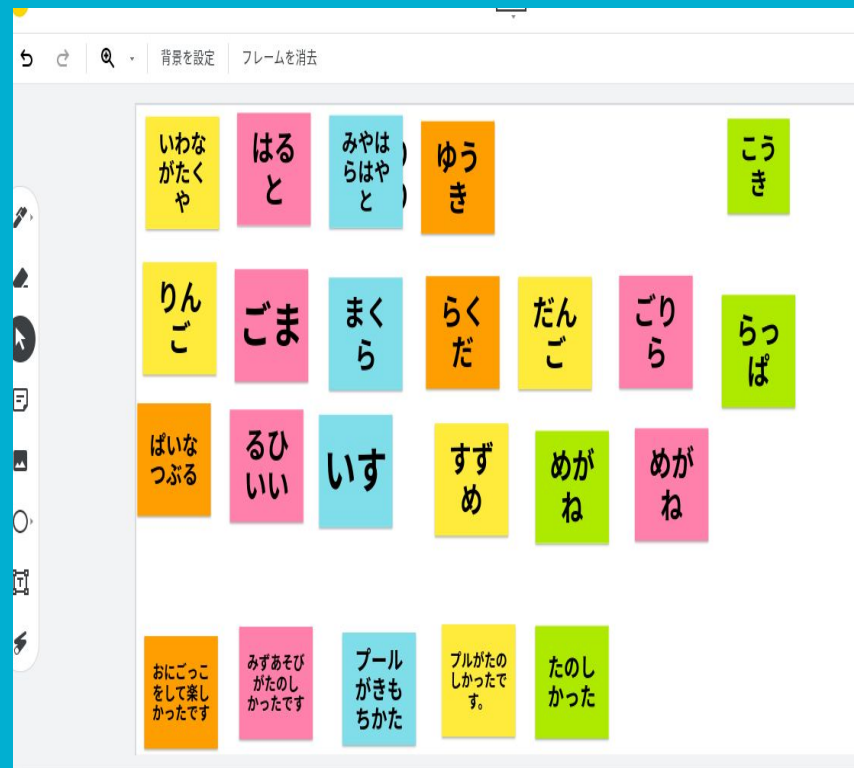 背景を設定 フレームを消去
いわな
がたく
や
はる
と
みやは
らはや
と
ゆう
き
こう
き
りん
ご
ごま
まく
ら
らく
だ
だん
ご
ごり
ら
らっ
ぱ
ぱいな
つぶる
るひ
いい
いす
すず
め
めが
ね
めが
ね
おにごっこ
をして楽し
かったです
みずあそび
がたのし
かったです
プール
がきも
ちかた
プルがたの
しかったで
す。
たのし
かった